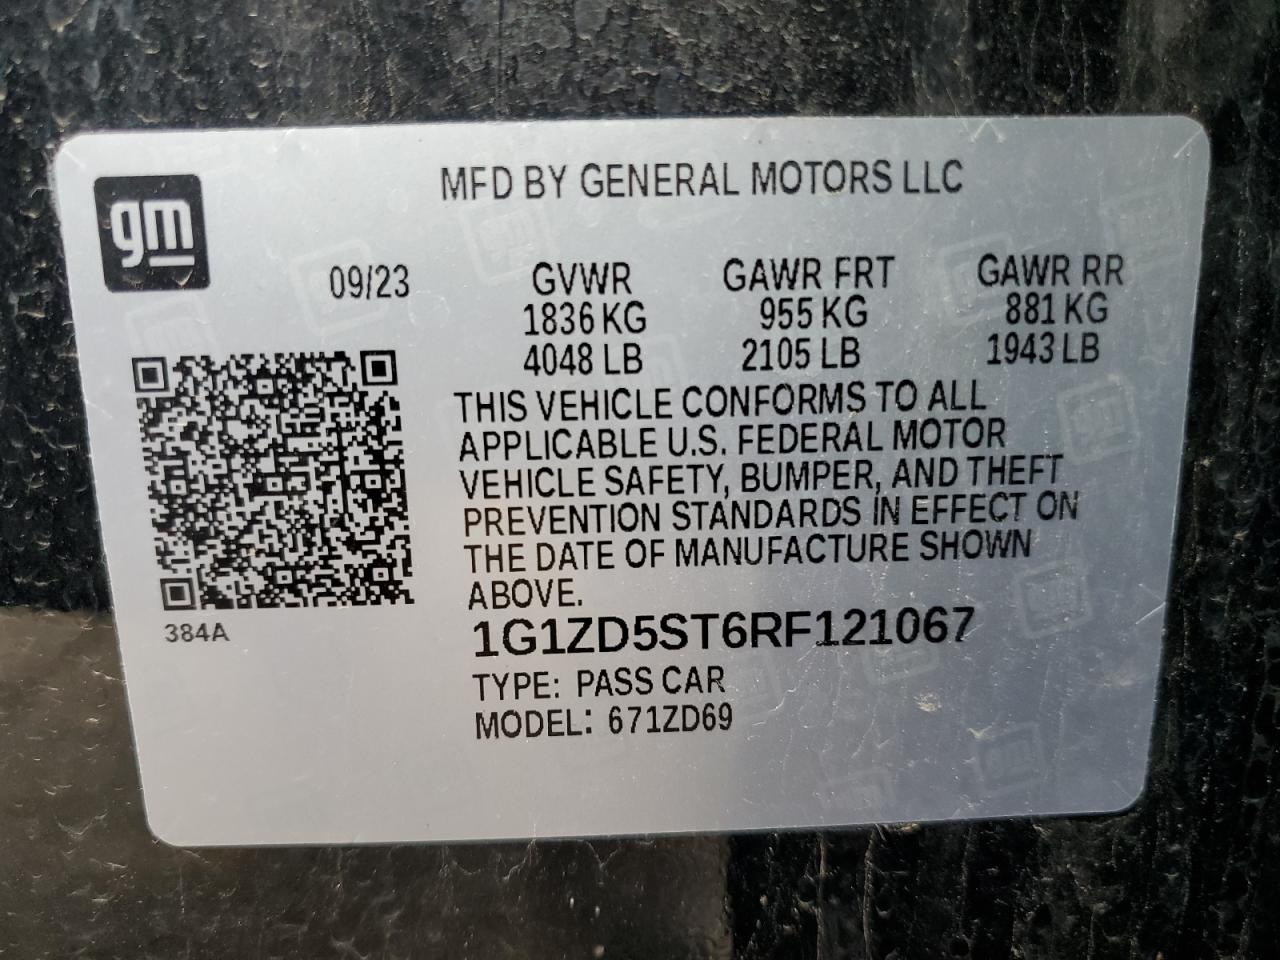 MFD BY GENERAL MOTORS LLC
gm
09/23
GVWR GAWR FRT GAWR RR
1836 KG 955 KG 881 KG
4048 LB 2105 LB 1943 LB
THIS VEHICLE CONFORMS TO ALL
APPLICABLE U.S. FEDERAL MOTOR
VEHICLE SAFETY, BUMPER, AND THEFT
PREVENTION STANDARDS IN EFFECT ON
THE DATE OF MANUFACTURE SHOWN
ABOVE.
384A
1G1ZD5ST6RF121067
TYPE: PASS CAR
MODEL: 671ZD69